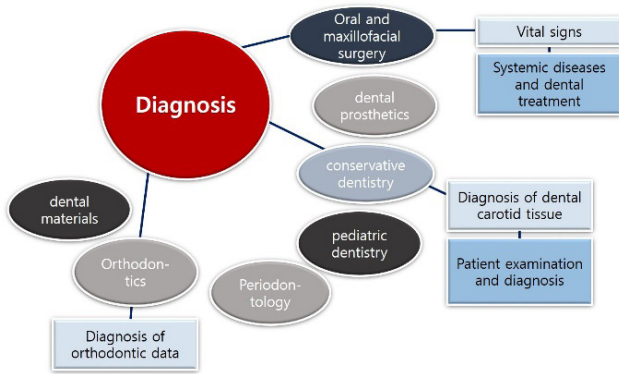 Oral and
maxillofacial
surgery
Vital signs
Systemic diseases
and dental
treatment
Diagnosis
dental
prosthetics
conservative
dentistry
Diagnosis of dental
carotid tissue
Patient examination
and diagnosis
dental
materials
pediatric
dentistry
Orthodon-
tics
Periodon-
tology
Diagnosis of
orthodontic data